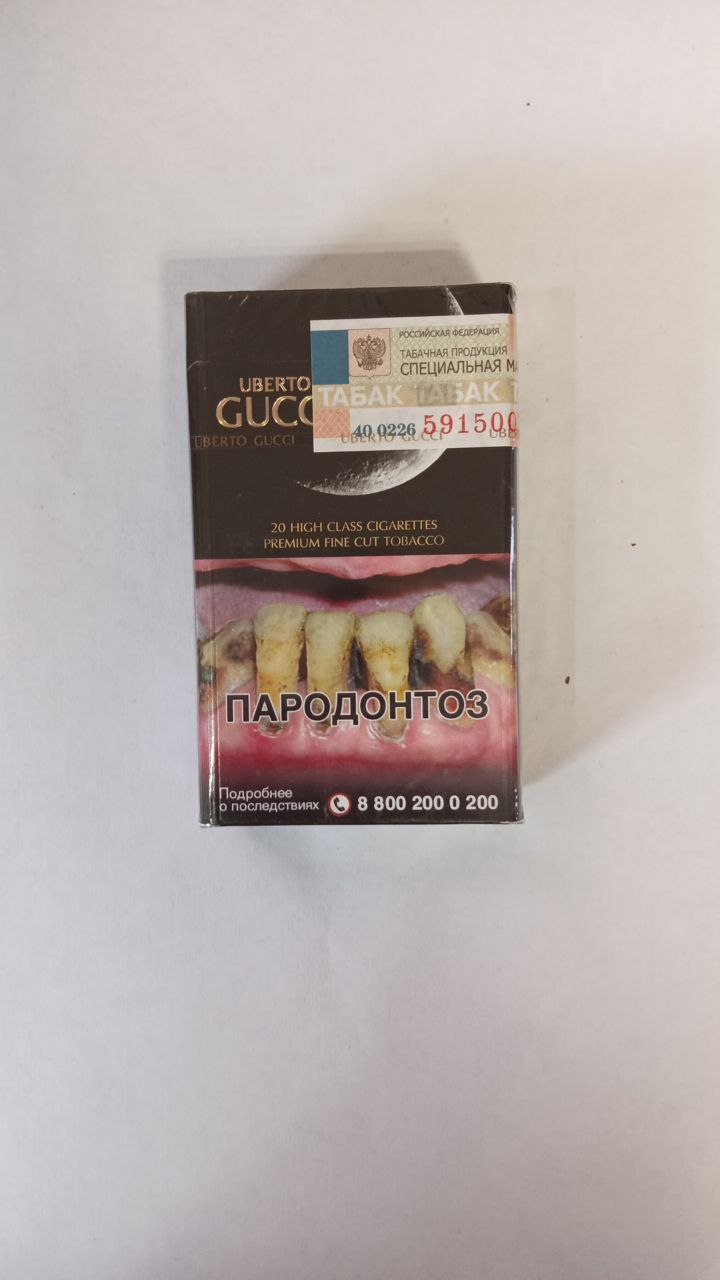 РОССИЙСКАЯ ФЕДЕРАЦИЯ
ТАБАЧНАЯ ПРОДУКЦИЯ
СПЕЦИАЛЬНАЯ
ТАБАК ТАБАК
40 0226 591500
UBERTO
GUCC
UBERTO GUCCI UBERTO GUCCI UBE
20 HIGH CLASS CIGARETTES
PREMIUM FINE CUT TOBACCO
ПАРОДОНТОЗ
Подробнее
о последствиях 8 800 200 0 200